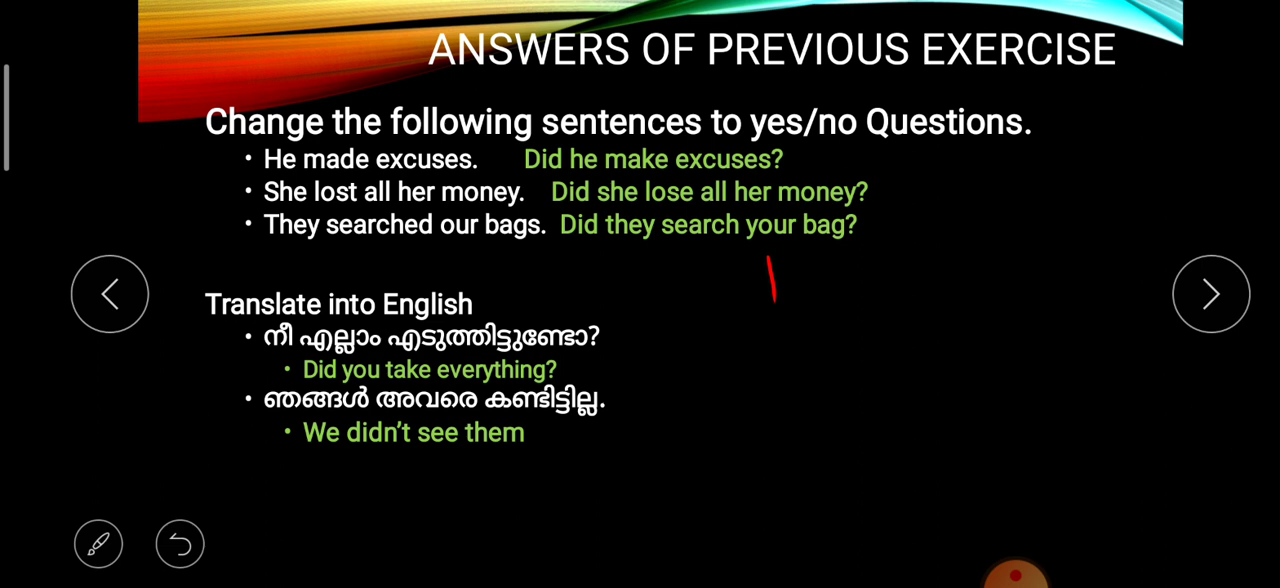 ANSWERS OF PREVIOUS EXERCISE
Change the following sentences to yes/no Questions.
• He made excuses. Did he make excuses?
• She lost all her money. Did she lose all her money?
• They searched our bags. Did they search your bag?
Translate into English
• നീ എല്ലാം എടുത്തിട്ടുണ്ടോ?
• Did you take everything?
• ഞങ്ങൾ അവരെ കണ്ടിട്ടില്ല.
• We didn’t see them